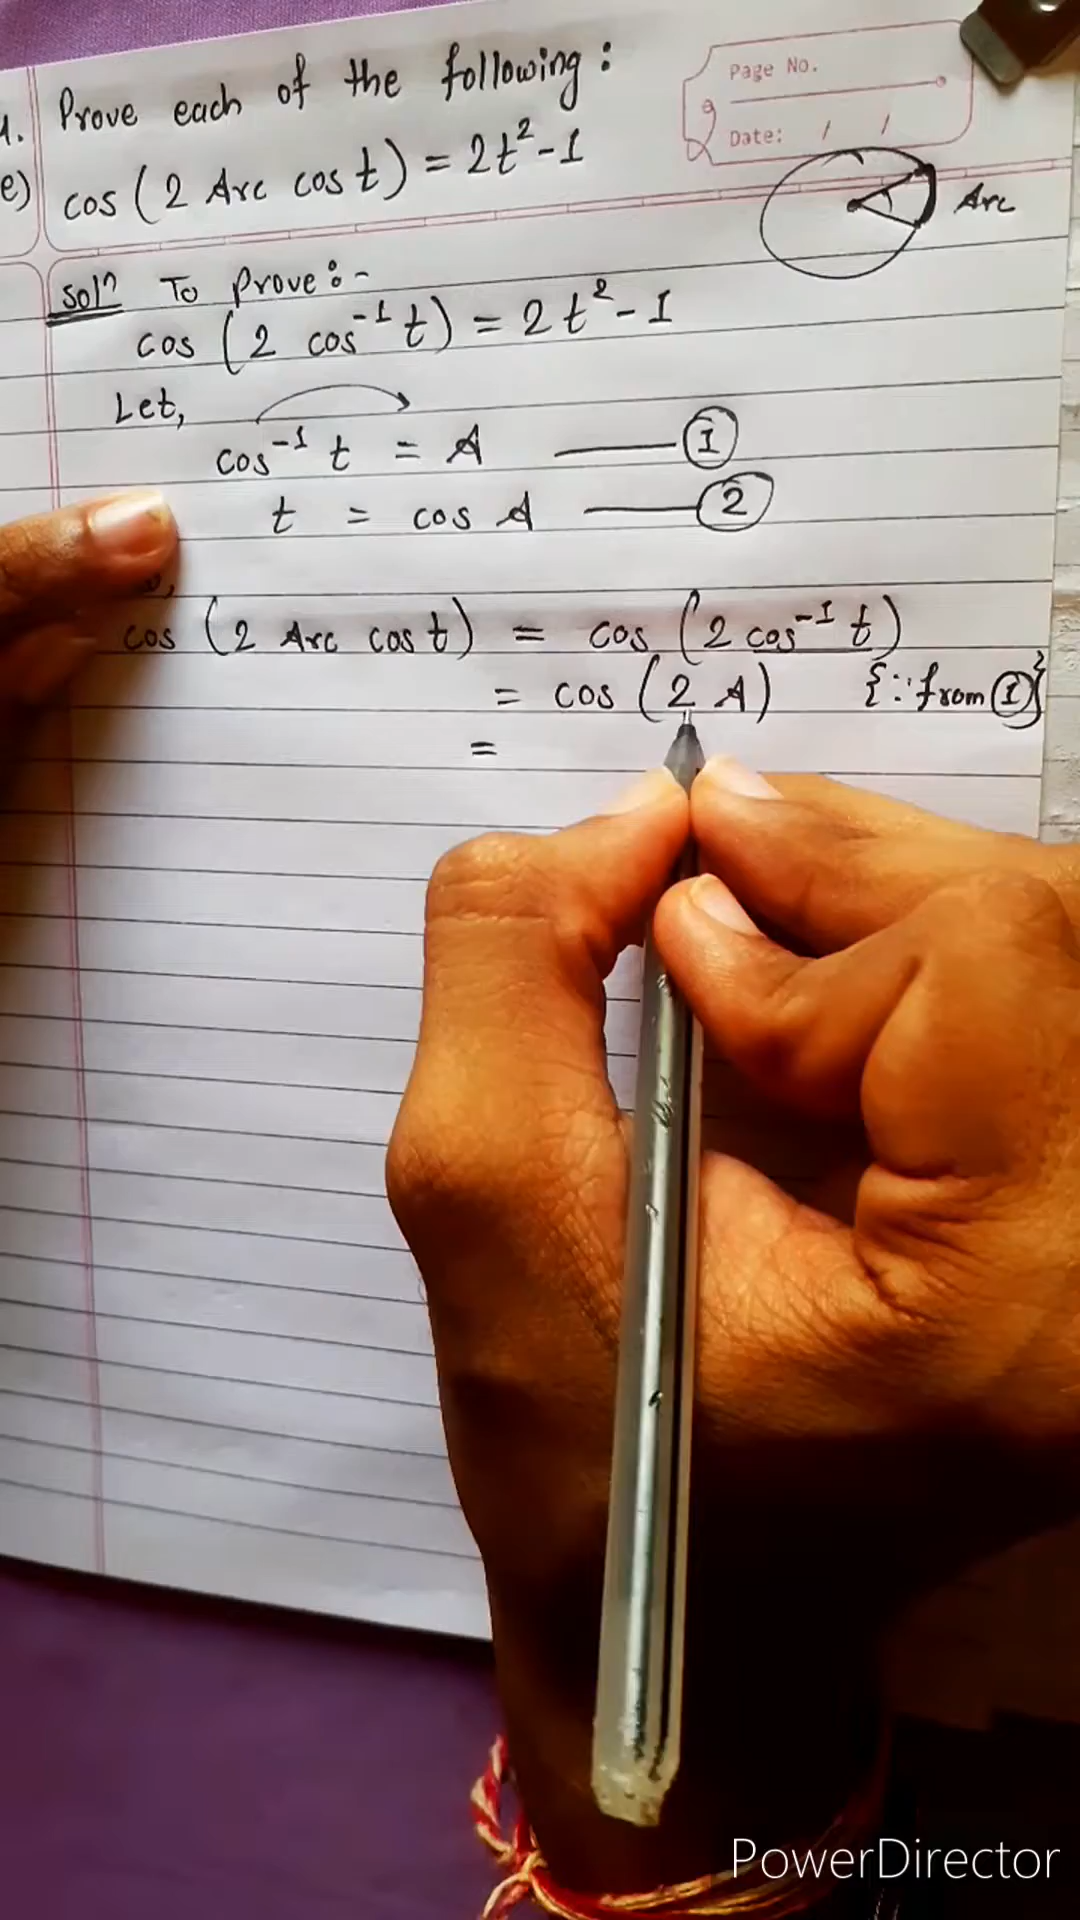 1. Prove each of the following:
Page No.
Date: / /
e) cos (2 Arc cos t) = 2t² - 1
Arc
Solⁿ To Prove:-
cos (2 cos⁻¹ t) = 2t² - 1
Let,
cos⁻¹ t = A ——— ①
t = cos A ——— ②
cos (2 Arc cos t) = cos (2 cos⁻¹ t)
= cos (2 A) {∵ from ①}
=
PowerDirector